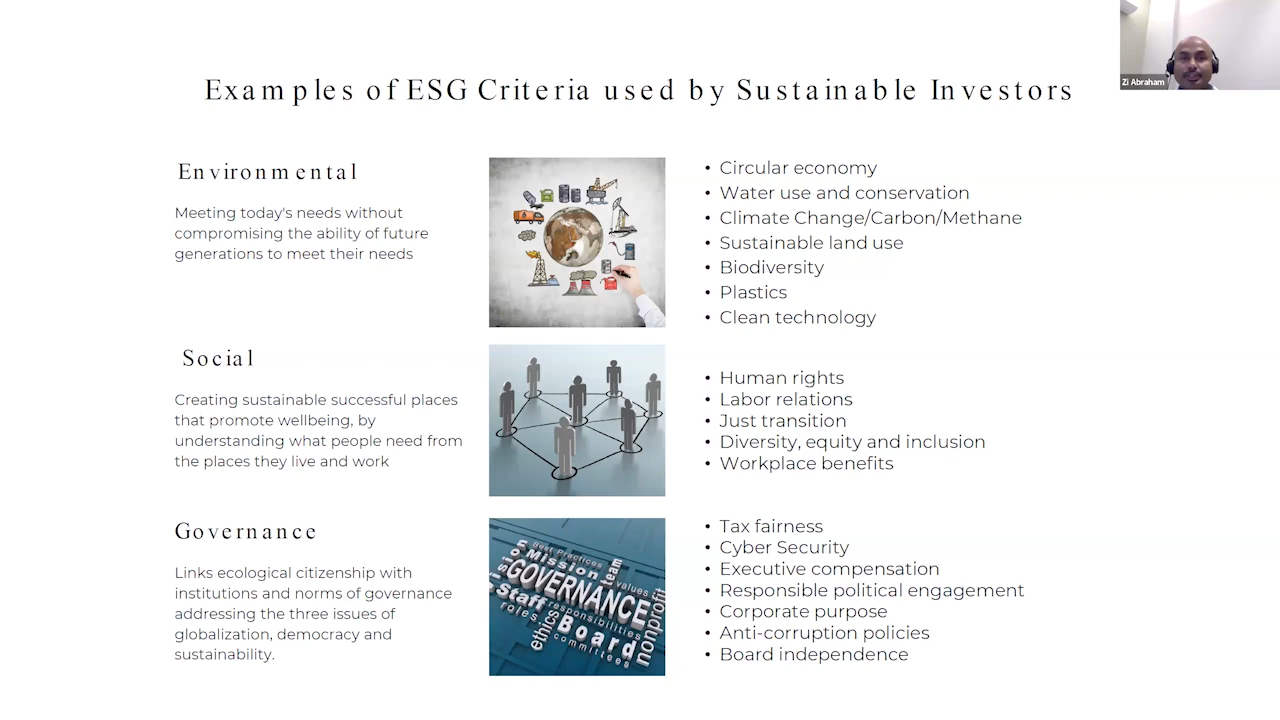 Examples of ESG Criteria used by Sustainable Investors
Zi Abraham
Environmental
Meeting today's needs without
compromising the ability of future
generations to meet their needs
• Circular economy
• Water use and conservation
• Climate Change/Carbon/Methane
• Sustainable land use
• Biodiversity
• Plastics
• Clean technology
Social
Creating sustainable successful places
that promote wellbeing, by
understanding what people need from
the places they live and work
• Human rights
• Labor relations
• Just transition
• Diversity, equity and inclusion
• Workplace benefits
Governance
Links ecological citizenship with
institutions and norms of governance
addressing the three issues of
globalization, democracy and
sustainability.
Best Practices
Mission
team
values
GOVERNANCE
Staff
responsibilities
roles
ethics
Board
committees
nonprofit
• Tax fairness
• Cyber Security
• Executive compensation
• Responsible political engagement
• Corporate purpose
• Anti-corruption policies
• Board independence